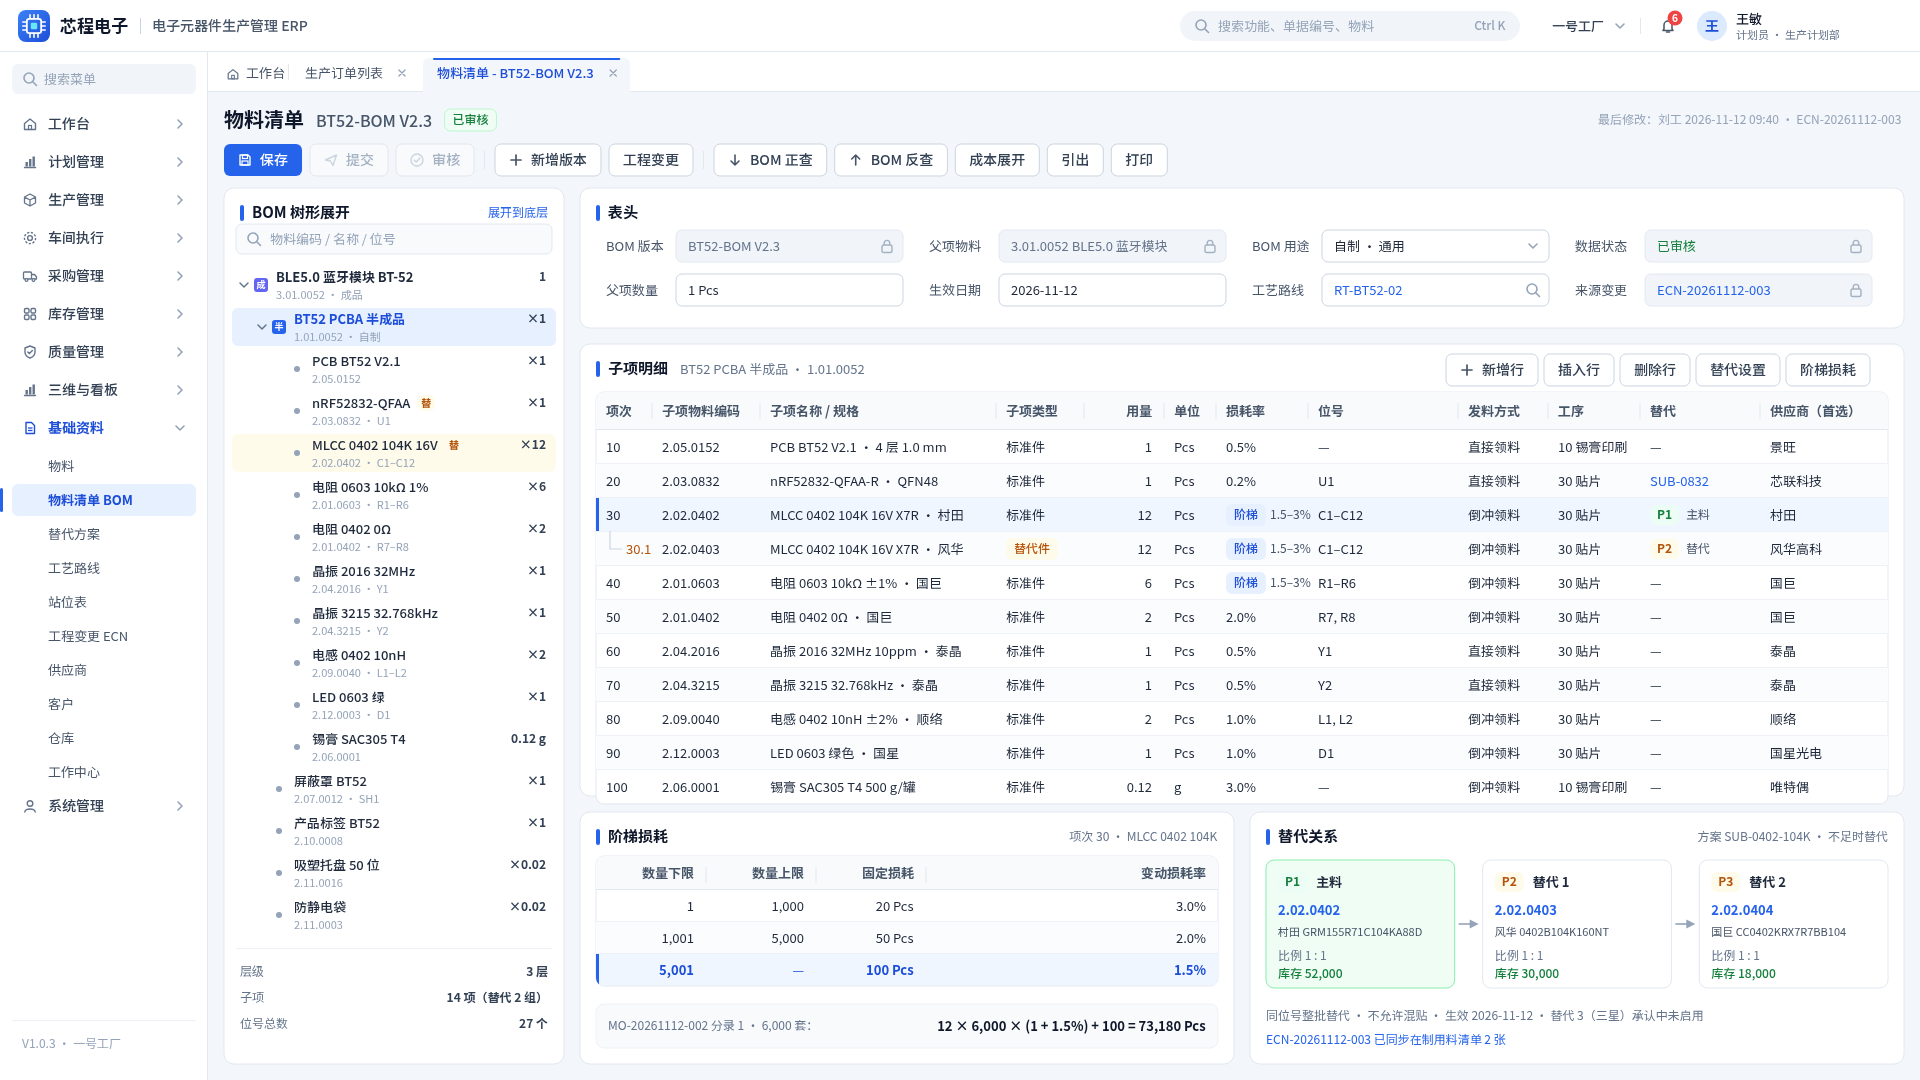 芯程电子 电子元器件生产管理 ERP
搜索功能、单据编号、物料 Ctrl K
一号工厂
6
王
王敏
计划员 · 生产计划部
搜索菜单
工作台
计划管理
生产管理
车间执行
采购管理
库存管理
质量管理
三维与看板
基础资料
物料
物料清单 BOM
替代方案
工艺路线
站位表
工程变更 ECN
供应商
客户
仓库
工作中心
系统管理
V1.0.3 · 一号工厂
工作台 生产订单列表 物料清单 - BT52-BOM V2.3
物料清单 BT52-BOM V2.3 已审核
最后修改：刘工 2026-11-12 09:40 · ECN-20261112-003
保存 提交 审核 新增版本 工程变更 BOM 正查 BOM 反查 成本展开 引出 打印
BOM 树形展开 展开到底层
物料编码 / 名称 / 位号
成 BLE5.0 蓝牙模块 BT-52 1
3.01.0052 · 成品
半 BT52 PCBA 半成品 ×1
1.01.0052 · 自制
PCB BT52 V2.1 ×1
2.05.0152
nRF52832-QFAA 替 ×1
2.03.0832 · U1
MLCC 0402 104K 16V 替 ×12
2.02.0402 · C1–C12
电阻 0603 10kΩ 1% ×6
2.01.0603 · R1–R6
电阻 0402 0Ω ×2
2.01.0402 · R7–R8
晶振 2016 32MHz ×1
2.04.2016 · Y1
晶振 3215 32.768kHz ×1
2.04.3215 · Y2
电感 0402 10nH ×2
2.09.0040 · L1–L2
LED 0603 绿 ×1
2.12.0003 · D1
锡膏 SAC305 T4 0.12 g
2.06.0001
屏蔽罩 BT52 ×1
2.07.0012 · SH1
产品标签 BT52 ×1
2.10.0008
吸塑托盘 50 位 ×0.02
2.11.0016
防静电袋 ×0.02
2.11.0003
层级 3 层
子项 14 项（替代 2 组）
位号总数 27 个
表头
BOM 版本 BT52-BOM V2.3 父项物料 3.01.0052 BLE5.0 蓝牙模块 BOM 用途 自制 · 通用 数据状态 已审核
父项数量 1 Pcs 生效日期 2026-11-12 工艺路线 RT-BT52-02 来源变更 ECN-20261112-003
子项明细 BT52 PCBA 半成品 · 1.01.0052 新增行 插入行 删除行 替代设置 阶梯损耗
项次 子项物料编码 子项名称 / 规格 子项类型 用量 单位 损耗率 位号 发料方式 工序 替代 供应商（首选）
10 2.05.0152 PCB BT52 V2.1 · 4 层 1.0 mm 标准件 1 Pcs 0.5% — 直接领料 10 锡膏印刷 — 景旺
20 2.03.0832 nRF52832-QFAA-R · QFN48 标准件 1 Pcs 0.2% U1 直接领料 30 贴片 SUB-0832 芯联科技
30 2.02.0402 MLCC 0402 104K 16V X7R · 村田 标准件 12 Pcs 阶梯 1.5–3% C1–C12 倒冲领料 30 贴片 P1 主料 村田
30.1 2.02.0403 MLCC 0402 104K 16V X7R · 风华 替代件 12 Pcs 阶梯 1.5–3% C1–C12 倒冲领料 30 贴片 P2 替代 风华高科
40 2.01.0603 电阻 0603 10kΩ ±1% · 国巨 标准件 6 Pcs 阶梯 1.5–3% R1–R6 倒冲领料 30 贴片 — 国巨
50 2.01.0402 电阻 0402 0Ω · 国巨 标准件 2 Pcs 2.0% R7, R8 倒冲领料 30 贴片 — 国巨
60 2.04.2016 晶振 2016 32MHz 10ppm · 泰晶 标准件 1 Pcs 0.5% Y1 直接领料 30 贴片 — 泰晶
70 2.04.3215 晶振 3215 32.768kHz · 泰晶 标准件 1 Pcs 0.5% Y2 直接领料 30 贴片 — 泰晶
80 2.09.0040 电感 0402 10nH ±2% · 顺络 标准件 2 Pcs 1.0% L1, L2 倒冲领料 30 贴片 — 顺络
90 2.12.0003 LED 0603 绿色 · 国星 标准件 1 Pcs 1.0% D1 倒冲领料 30 贴片 — 国星光电
100 2.06.0001 锡膏 SAC305 T4 500 g/罐 标准件 0.12 g 3.0% — 倒冲领料 10 锡膏印刷 — 唯特偶
阶梯损耗 项次 30 · MLCC 0402 104K
数量下限 数量上限 固定损耗 变动损耗率
1 1,000 20 Pcs 3.0%
1,001 5,000 50 Pcs 2.0%
5,001 — 100 Pcs 1.5%
MO-20261112-002 分录 1 · 6,000 套： 12 × 6,000 × (1 + 1.5%) + 100 = 73,180 Pcs
替代关系 方案 SUB-0402-104K · 不足时替代
P1 主料
2.02.0402
村田 GRM155R71C104KA88D
比例 1 : 1
库存 52,000
P2 替代 1
2.02.0403
风华 0402B104K160NT
比例 1 : 1
库存 30,000
P3 替代 2
2.02.0404
国巨 CC0402KRX7R7BB104
比例 1 : 1
库存 18,000
同位号整批替代 · 不允许混贴 · 生效 2026-11-12 · 替代 3（三星）承认中未启用
ECN-20261112-003 已同步在制用料清单 2 张